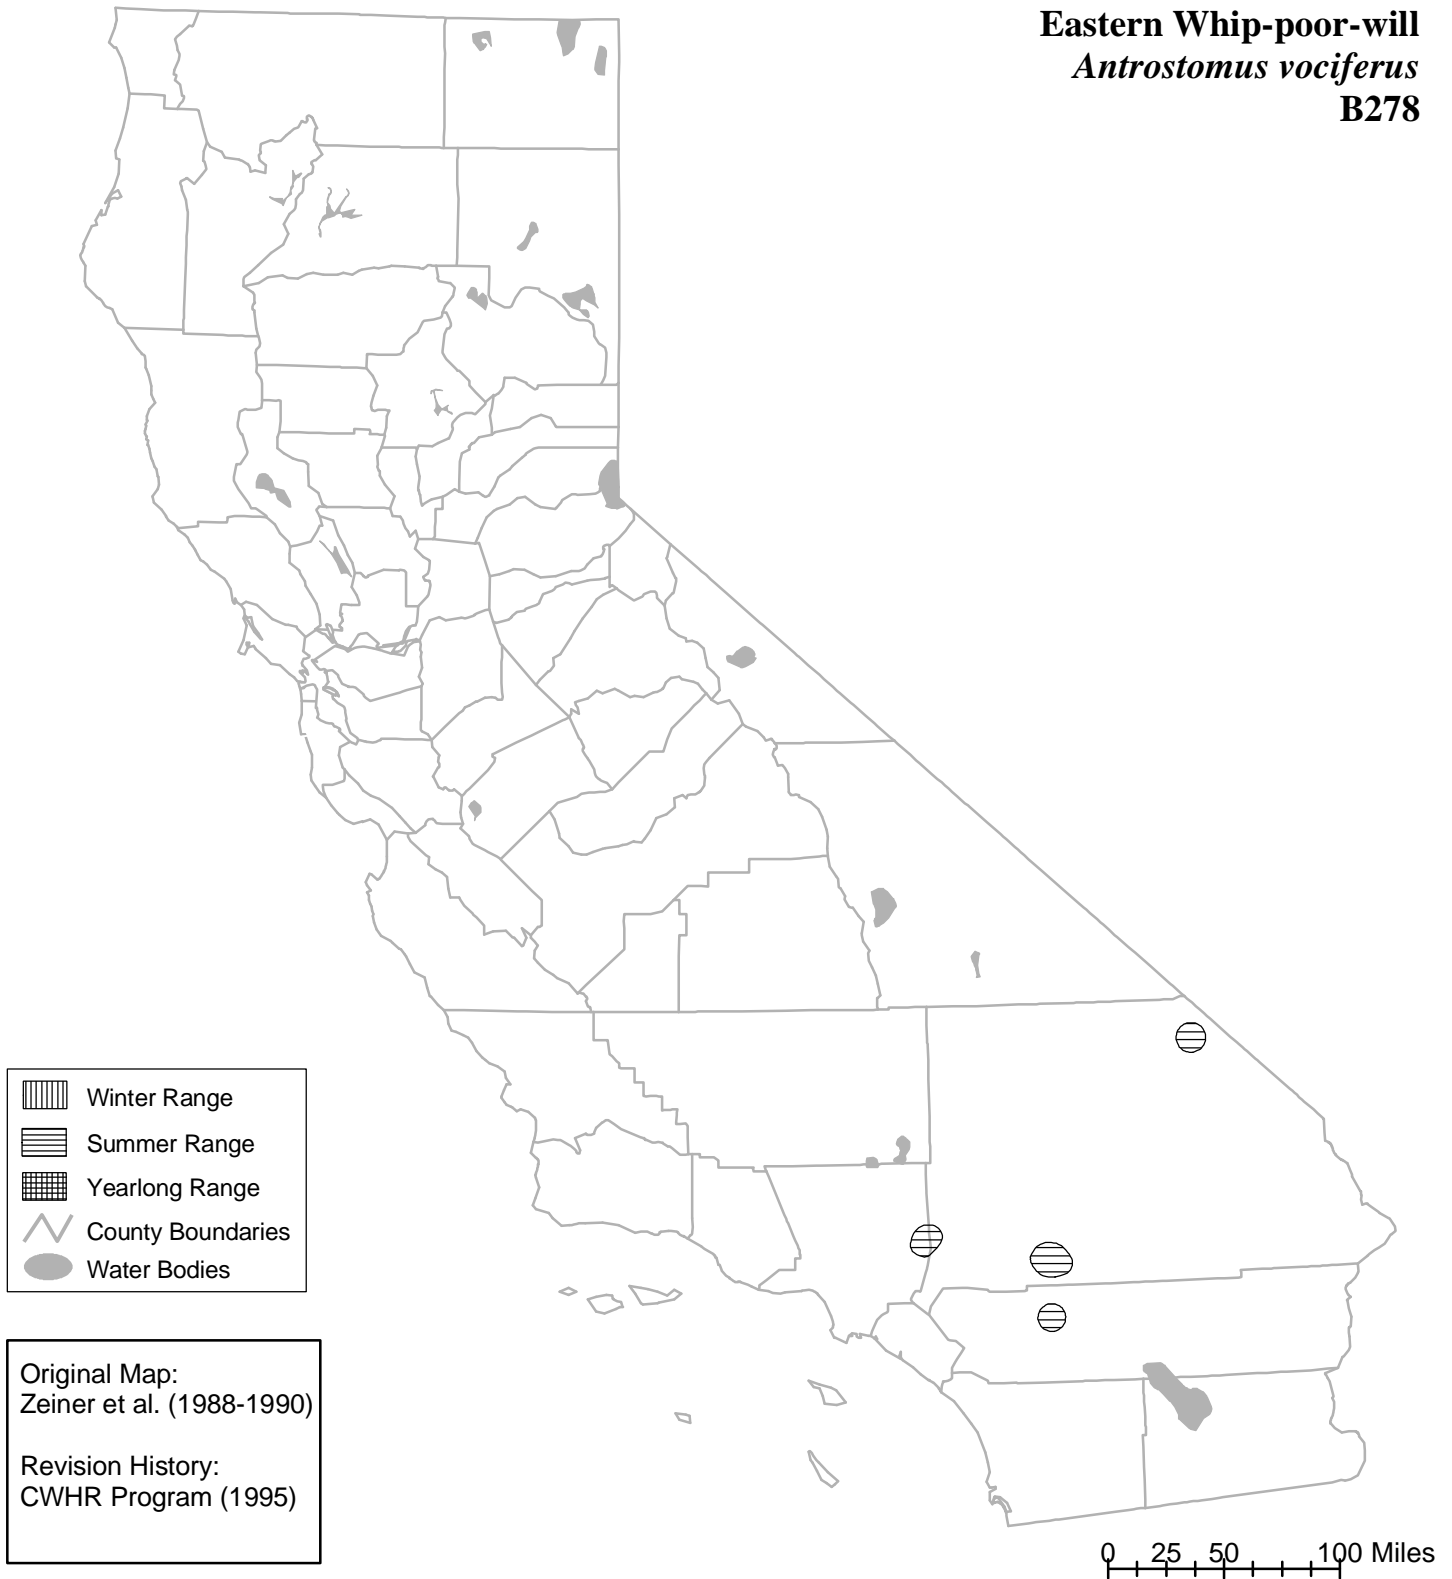 Eastern Whip-poor-will
Antrostomus vociferus
B278
Winter Range
Summer Range
Yearlong Range
County Boundaries
Water Bodies
Original Map:
Zeiner et al. (1988-1990)
Revision History:
CWHR Program (1995)
0 25 50 100 Miles